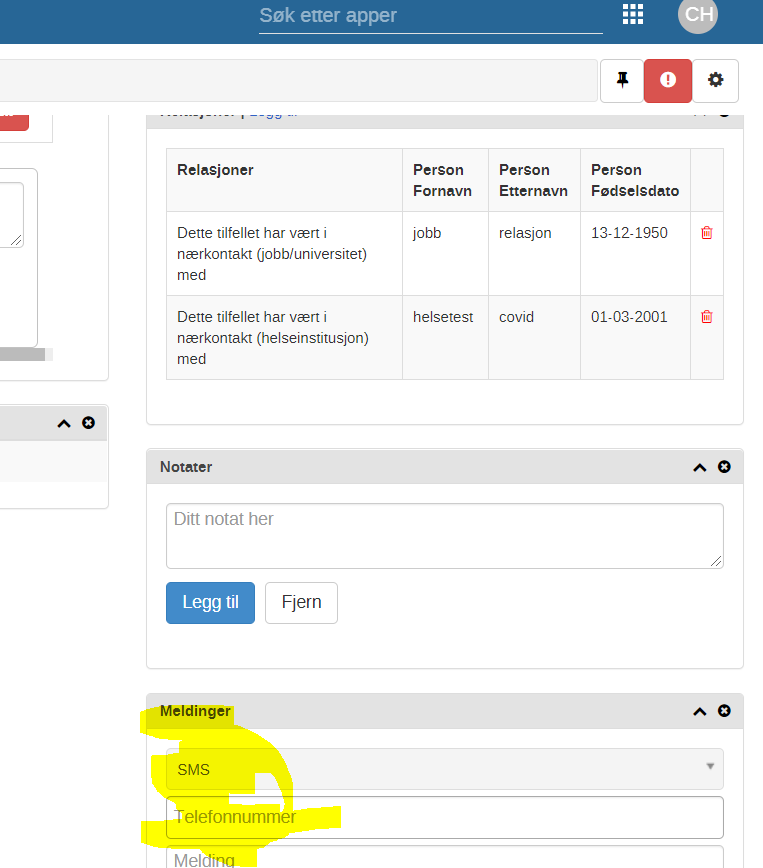 Søk etter apper
CH
Relasjoner | Legg til
Relasjoner
Person Fornavn
Person Etternavn
Person Fødselsdato
Dette tilfellet har vært i
nærkontakt (jobb/universitet)
med
jobb
relasjon
13-12-1950
Dette tilfellet har vært i
nærkontakt (helseinstitusjon)
med
helsetest
covid
01-03-2001
Notater
Ditt notat her
Legg til
Fjern
Meldinger
SMS
Telefonnummer
Melding